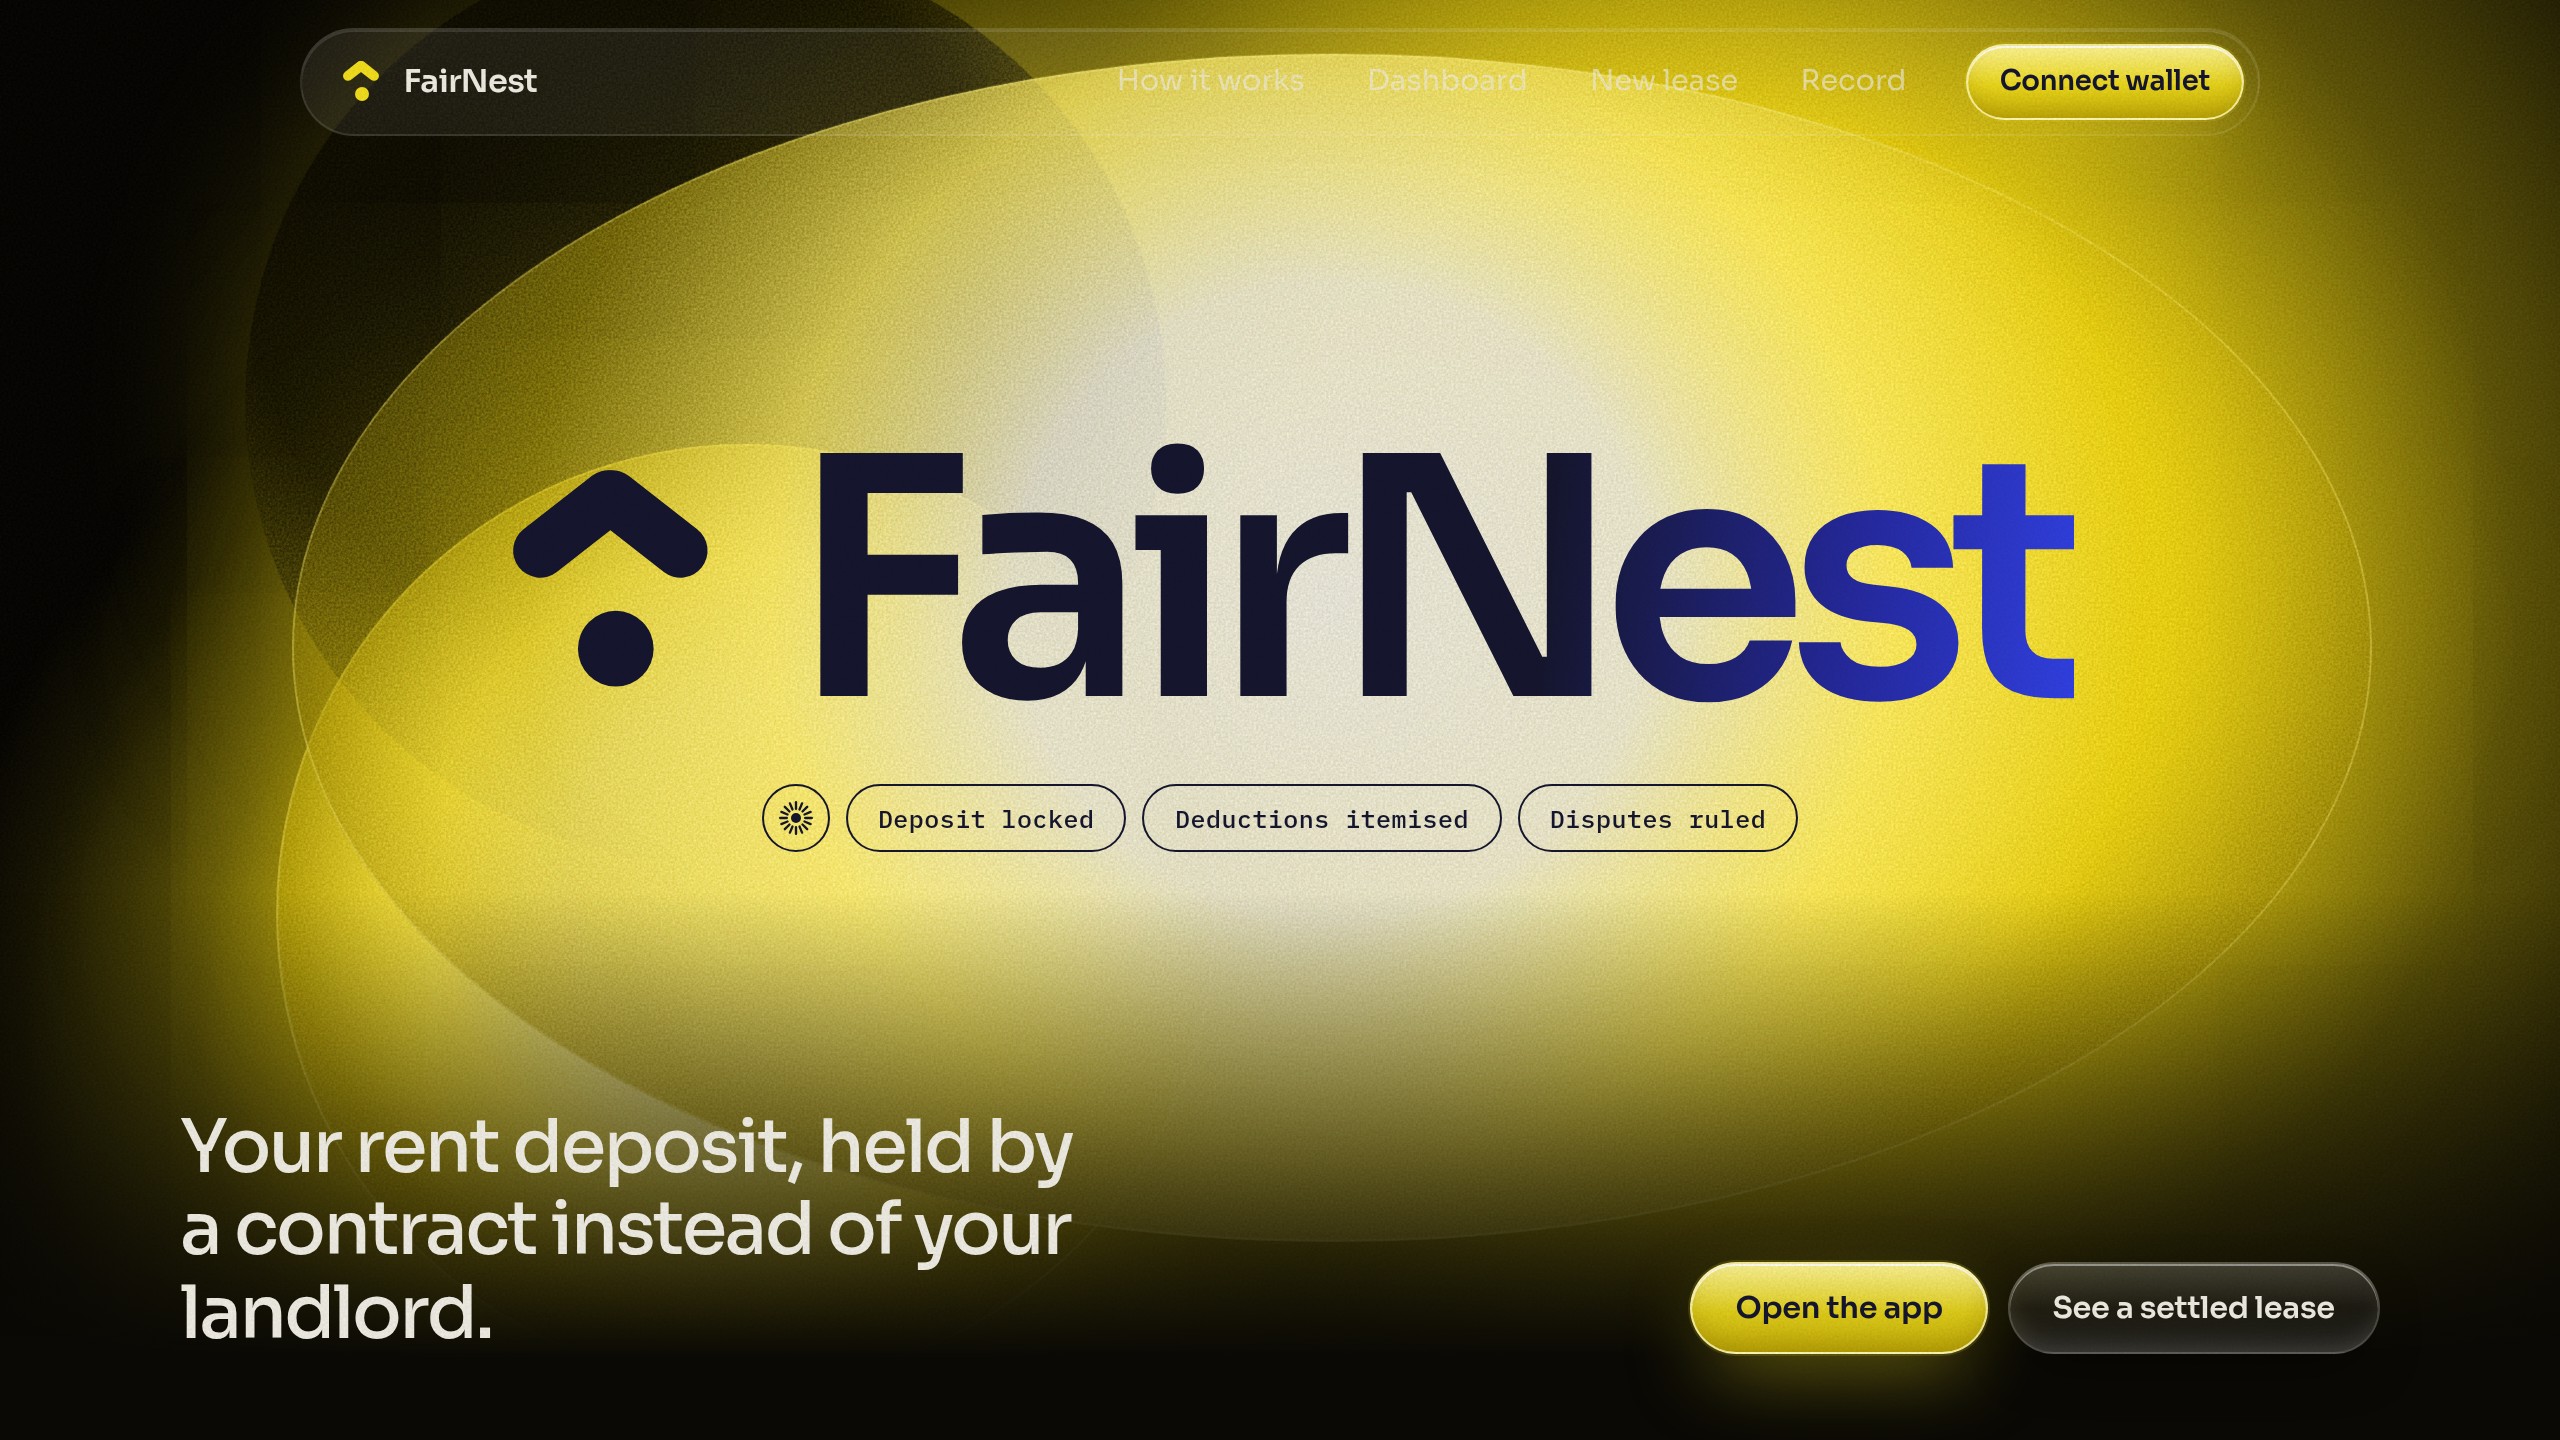 FairNest
How it works
Dashboard
New lease
Record
Connect wallet
FairNest
Deposit locked
Deductions itemised
Disputes ruled
Your rent deposit, held by
a contract instead of your
landlord.
Open the app
See a settled lease